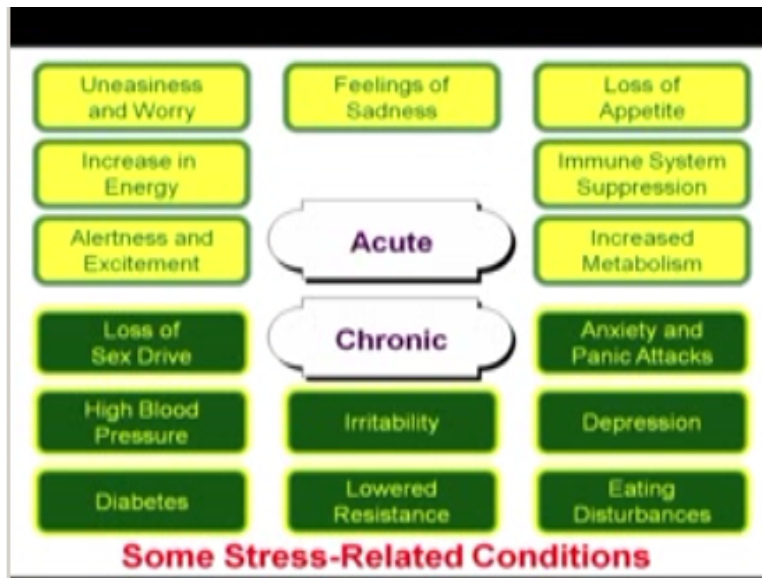 Uneasiness
and Worry
Feelings of
Sadness
Loss of
Appetite
Increase in
Energy
Immune System
Suppression
Alertness and
Excitement
Acute
Increased
Metabolism
Loss of
Sex Drive
Chronic
Anxiety and
Panic Attacks
High Blood
Pressure
Irritability
Depression
Diabetes
Lowered
Resistance
Eating
Disturbances
Some Stress-Related Conditions